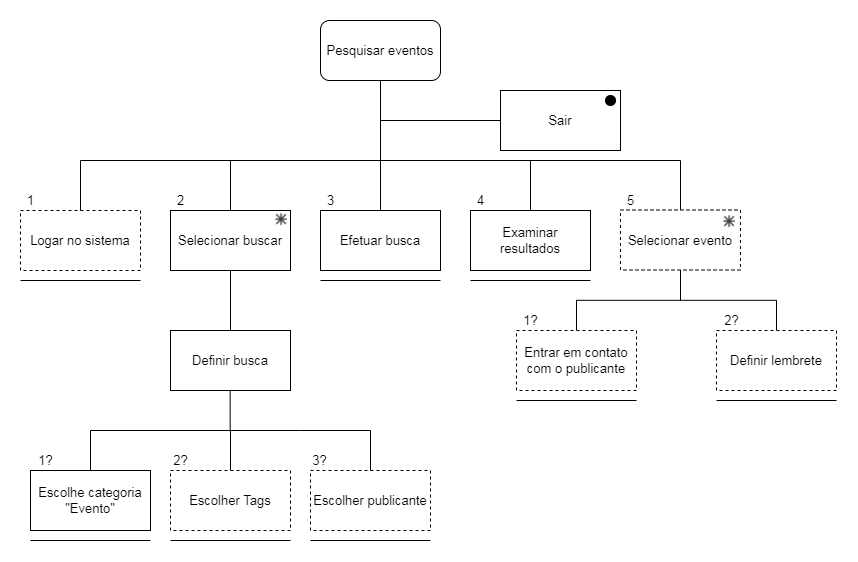 Pesquisar eventos
Sair
1
2
3
4
5
Logar no sistema
Selecionar buscar
Efetuar busca
Examinar
resultados
Selecionar evento
1?
2?
Entrar em contato
com o publicante
Definir lembrete
Definir busca
1?
2?
3?
Escolhe categoria
"Evento"
Escolher Tags
Escolher publicante